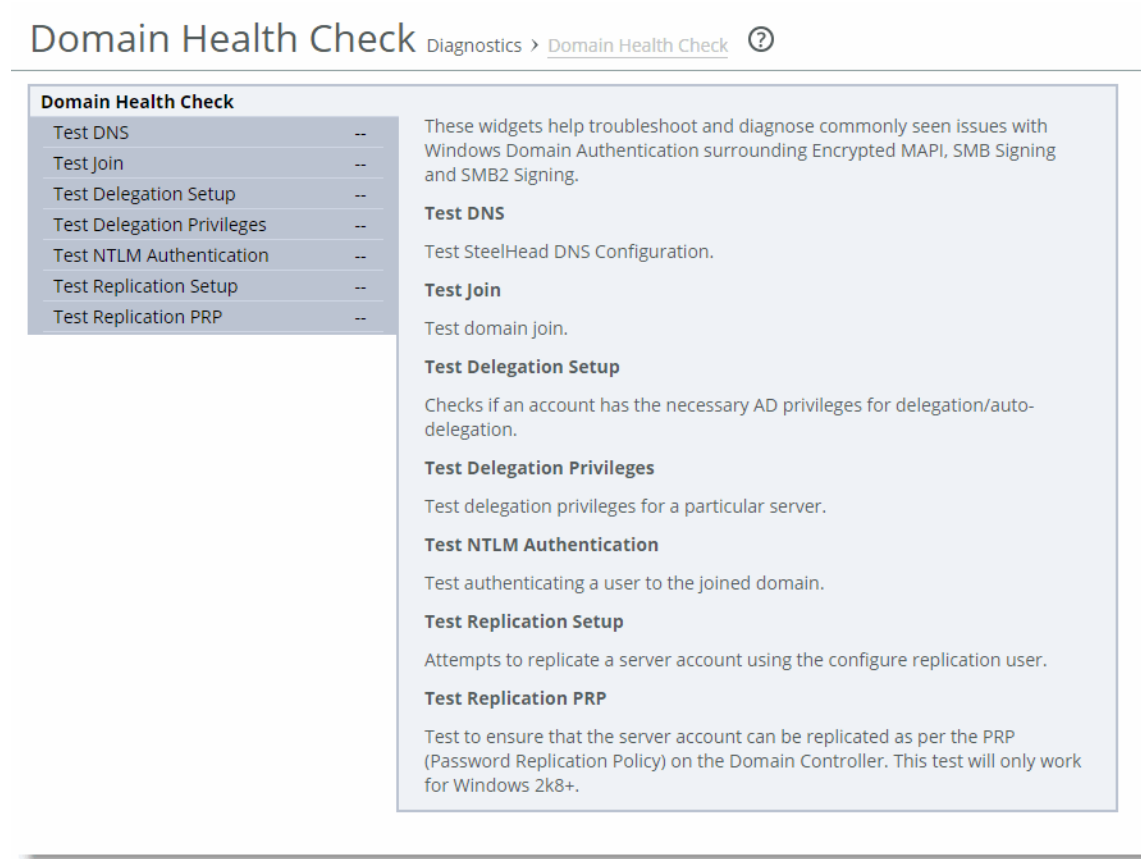 Domain Health Check Diagnostics › Domain Health Check ?
Domain Health Check
Test DNS --
Test Join --
Test Delegation Setup --
Test Delegation Privileges --
Test NTLM Authentication --
Test Replication Setup --
Test Replication PRP --
These widgets help troubleshoot and diagnose commonly seen issues with
Windows Domain Authentication surrounding Encrypted MAPI, SMB Signing
and SMB2 Signing.
Test DNS
Test SteelHead DNS Configuration.
Test Join
Test domain join.
Test Delegation Setup
Checks if an account has the necessary AD privileges for delegation/auto-
delegation.
Test Delegation Privileges
Test delegation privileges for a particular server.
Test NTLM Authentication
Test authenticating a user to the joined domain.
Test Replication Setup
Attempts to replicate a server account using the configure replication user.
Test Replication PRP
Test to ensure that the server account can be replicated as per the PRP
(Password Replication Policy) on the Domain Controller. This test will only work
for Windows 2k8+.